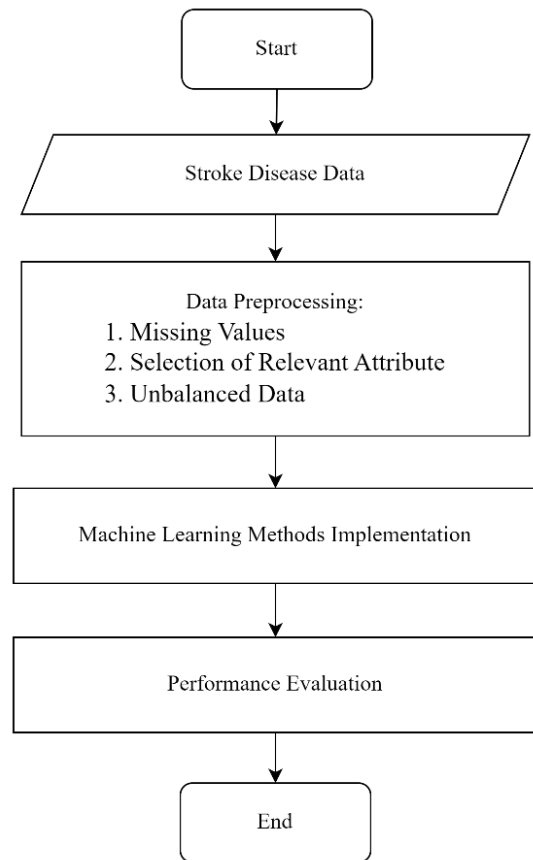 Start
Stroke Disease Data
Data Preprocessing:
1. Missing Values
2. Selection of Relevant Attribute
3. Unbalanced Data
Machine Learning Methods Implementation
Performance Evaluation
End